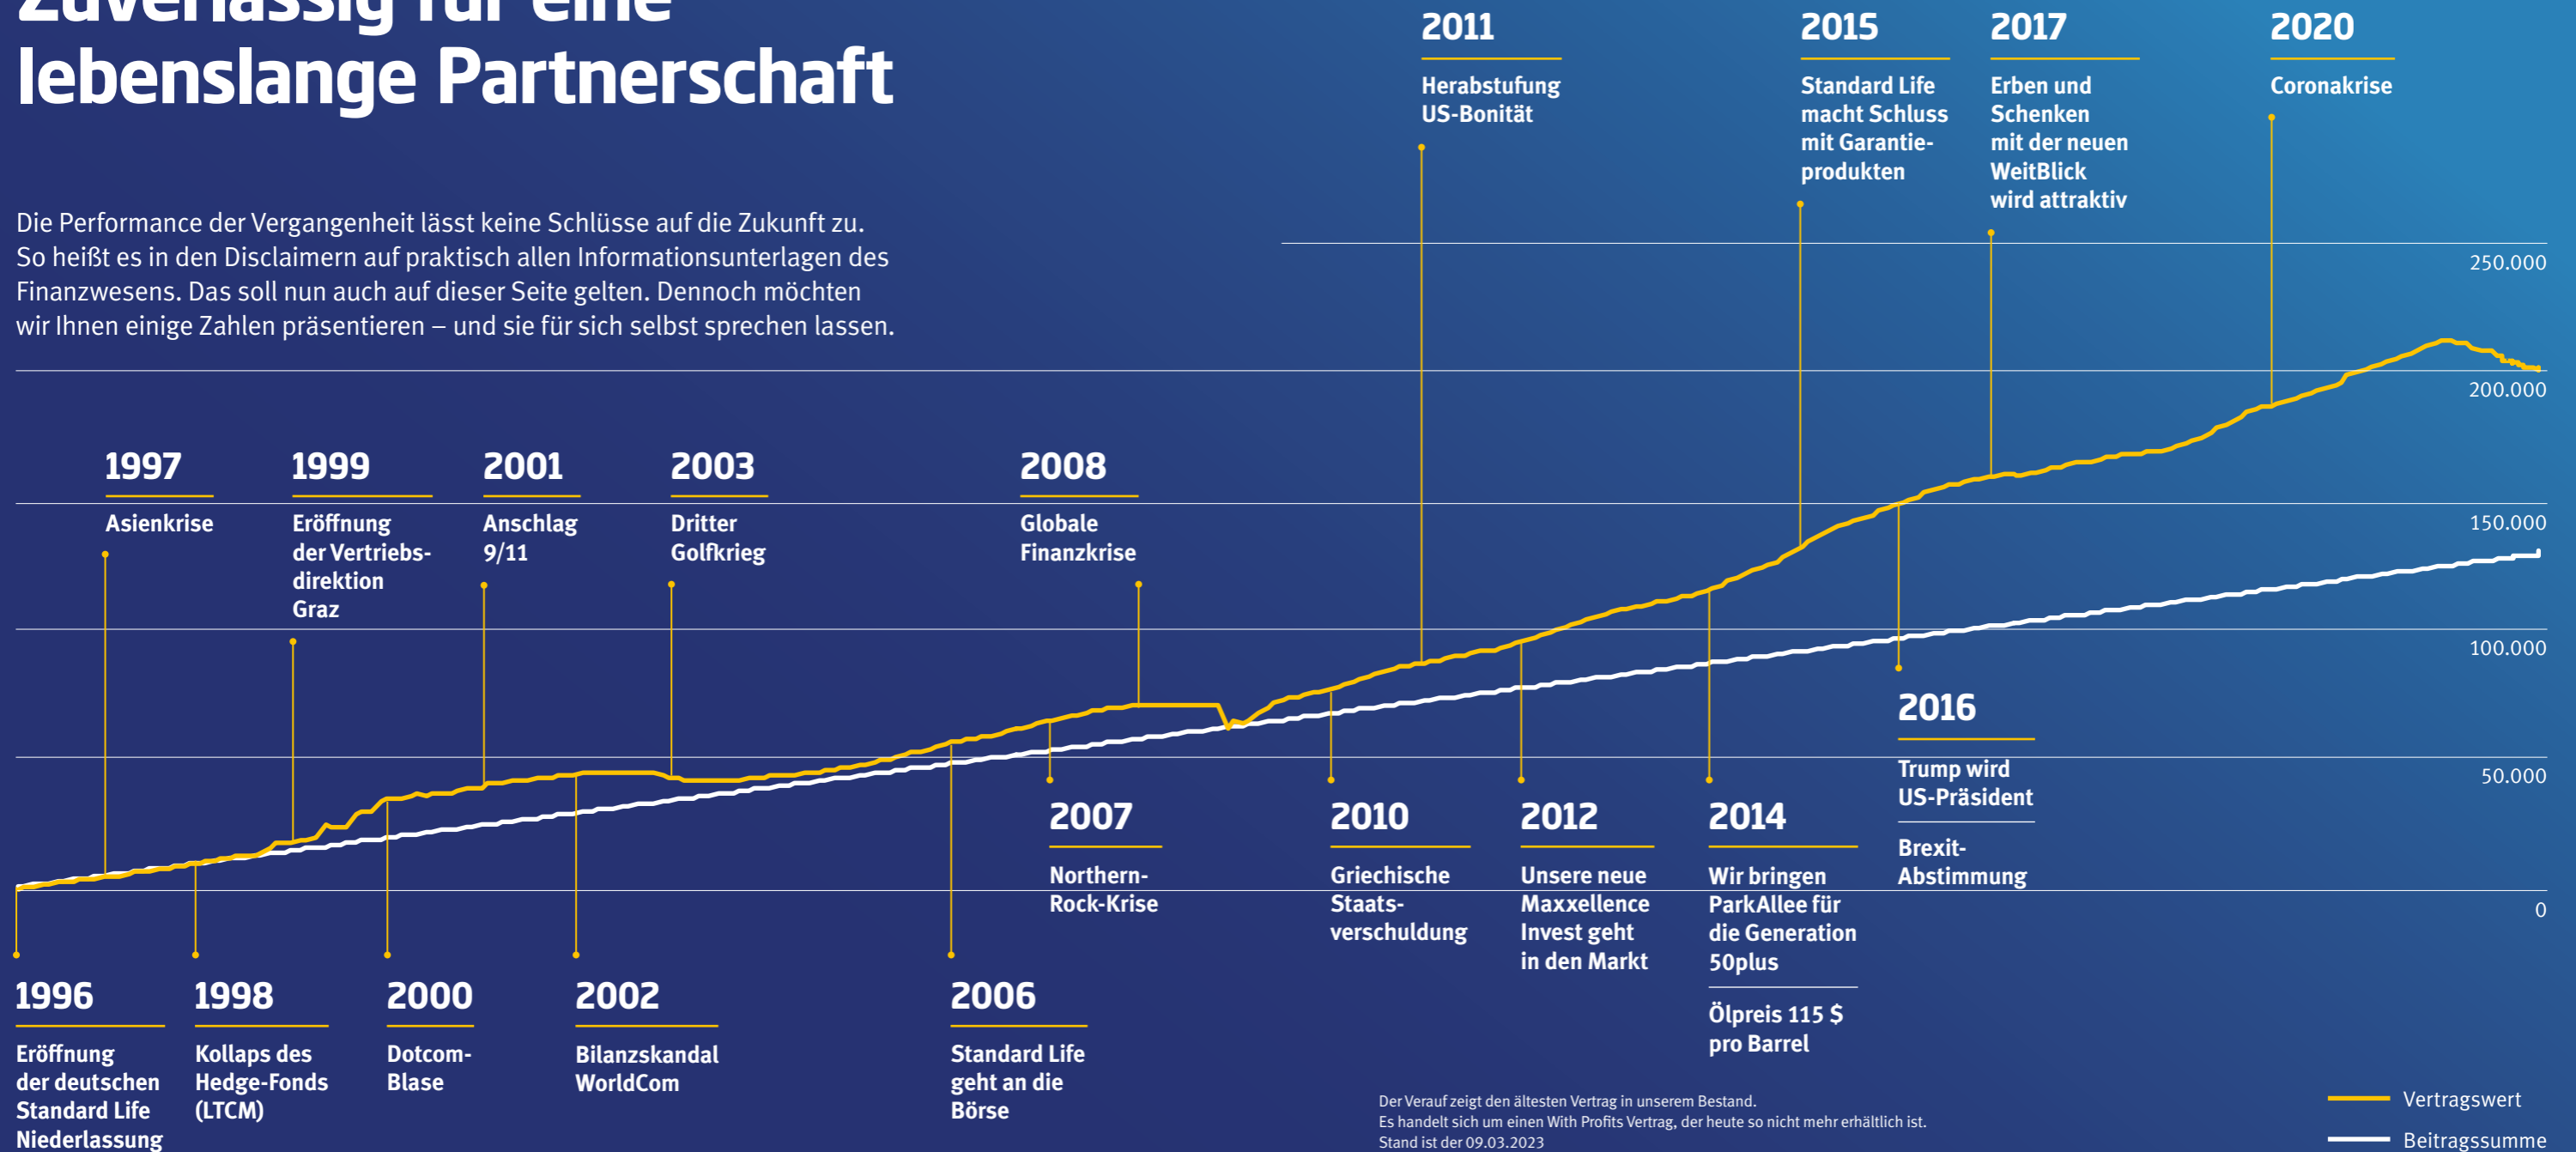 Zuverlässig für eine
lebenslange Partnerschaft
Die Performance der Vergangenheit lässt keine Schlüsse auf die Zukunft zu.
So heißt es in den Disclaimern auf praktisch allen Informationsunterlagen des
Finanzwesens. Das soll nun auch auf dieser Seite gelten. Dennoch möchten
wir Ihnen einige Zahlen präsentieren – und sie für sich selbst sprechen lassen.
2011
Herabstufung
US-Bonität
2015
Standard Life
macht Schluss
mit Garantie-
produkten
2017
Erben und
Schenken
mit der neuen
WeitBlick
wird attraktiv
2020
Coronakrise
250.000
200.000
150.000
100.000
50.000
0
1997
Asienkrise
1999
Eröffnung
der Vertriebs-
direktion
Graz
2001
Anschlag
9/11
2003
Dritter
Golfkrieg
2008
Globale
Finanzkrise
2007
Northern-
Rock-Krise
2010
Griechische
Staats-
verschuldung
2012
Unsere neue
Maxxellence
Invest geht
in den Markt
2014
Wir bringen
ParkAllee für
die Generation
50plus
Ölpreis 115 $
pro Barrel
2016
Trump wird
US-Präsident
Brexit-
Abstimmung
1996
Eröffnung
der deutschen
Standard Life
Niederlassung
1998
Kollaps des
Hedge-Fonds
(LTCM)
2000
Dotcom-
Blase
2002
Bilanzskandal
WorldCom
2006
Standard Life
geht an die
Börse
Der Verauf zeigt den ältesten Vertrag in unserem Bestand.
Es handelt sich um einen With Profits Vertrag, der heute so nicht mehr erhältlich ist.
Stand ist der 09.03.2023
Vertragswert
Beitragssumme